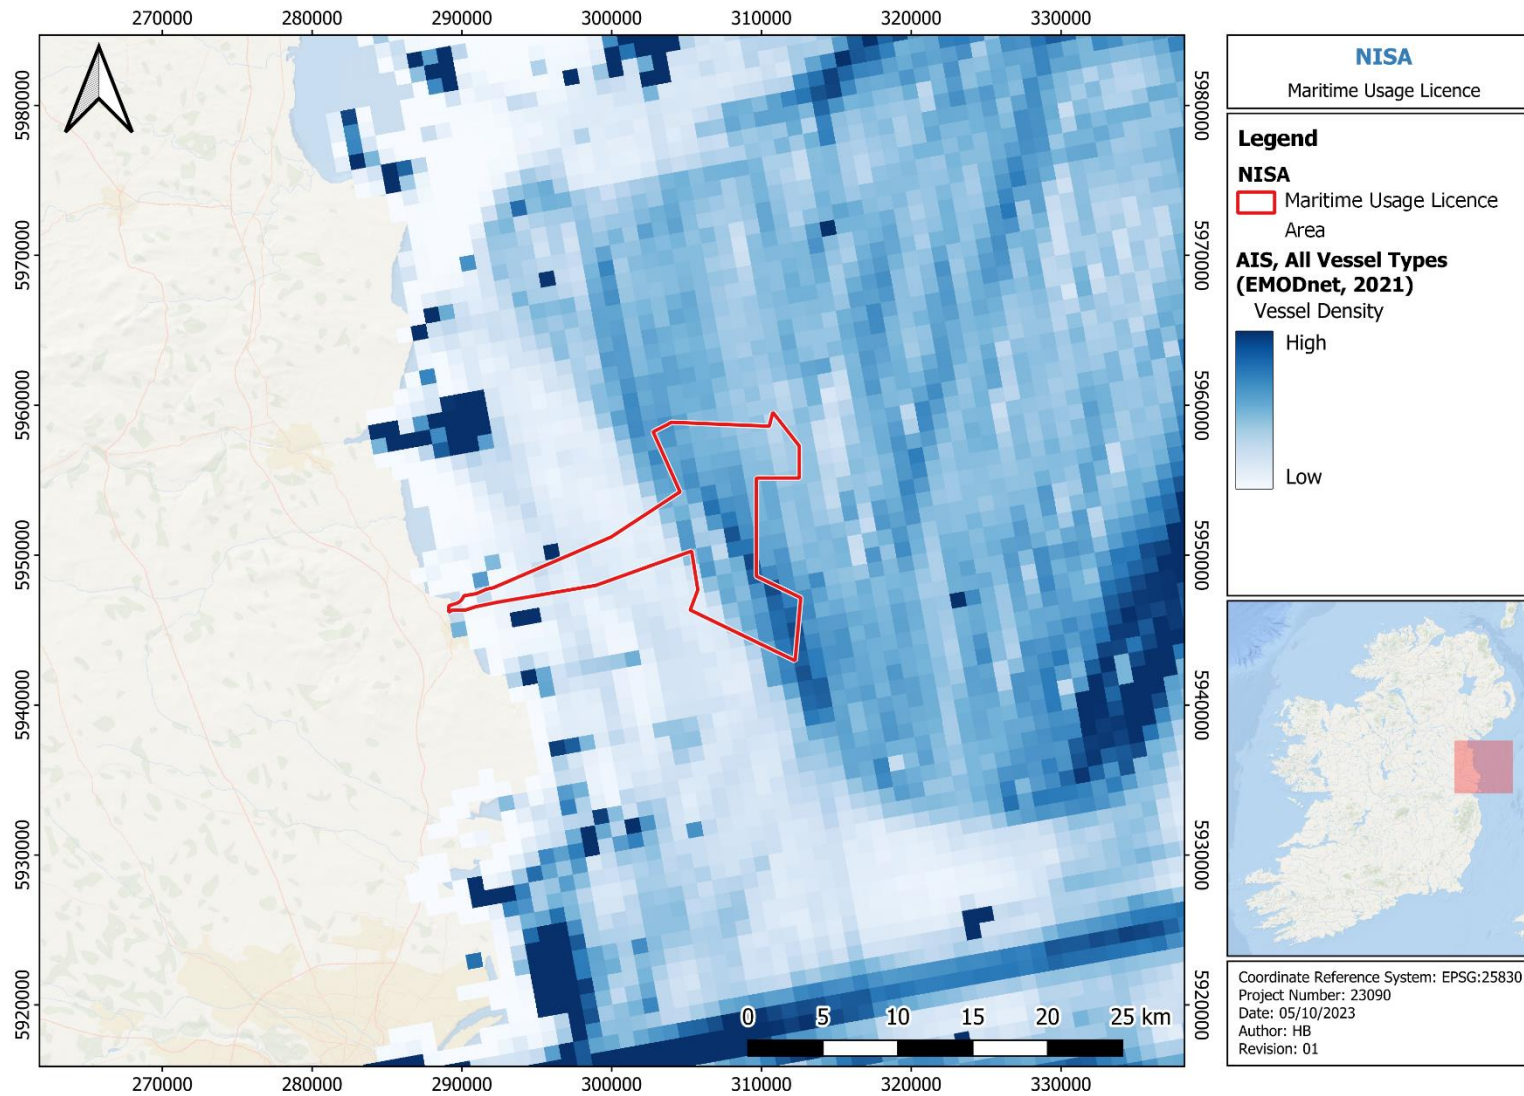 270000 280000 290000 300000 310000 320000 330000
5980000
5970000
5960000
5950000
5940000
5930000
5920000
5980000
5970000
5960000
5950000
5940000
5930000
5920000
0 5 10 15 20 25 km
270000 280000 290000 300000 310000 320000 330000
NISA
Maritime Usage Licence
Legend
NISA
Maritime Usage Licence
Area
AIS, All Vessel Types
(EMODnet, 2021)
Vessel Density
High
Low
Coordinate Reference System: EPSG:25830
Project Number: 23090
Date: 05/10/2023
Author: HB
Revision: 01